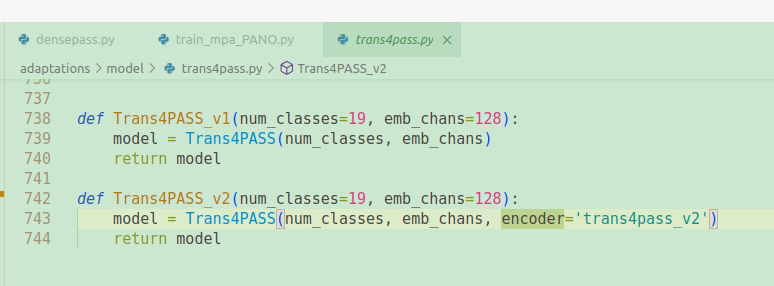 densepass.py train_mpa_PANO.py trans4pass.py
adaptations > model > trans4pass.py > Trans4PASS_v2
736
737
738 def Trans4PASS_v1(num_classes=19, emb_chans=128):
739 model = Trans4PASS(num_classes, emb_chans)
740 return model
741
742 def Trans4PASS_v2(num_classes=19, emb_chans=128):
743 model = Trans4PASS(num_classes, emb_chans, encoder='trans4pass_v2')
744 return model